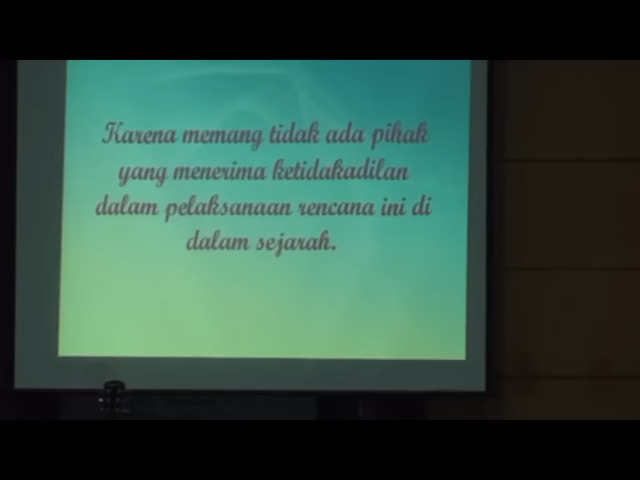 Karena memang tidak ada pihak
yang menerima ketidakadilan
dalam pelaksanaan rencana ini di
dalam sejarah.